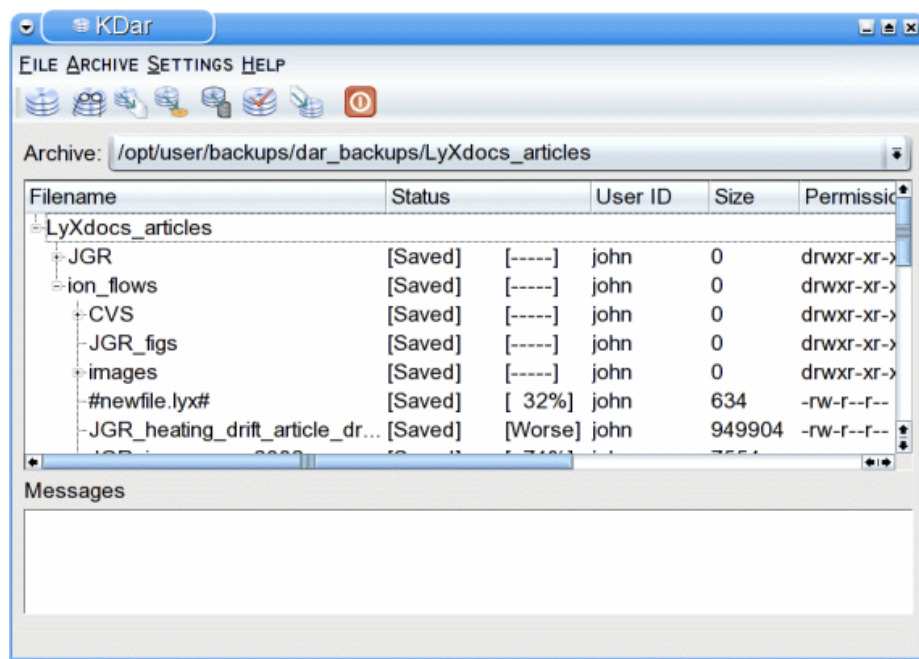 KDar
FILE ARCHIVE SETTINGS HELP
Archive: /opt/user/backups/dar_backups/LyXdocs_articles
Filename Status User ID Size Permissic
LyXdocs_articles
JGR [Saved] [-----] john 0 drwxr-xr-x
ion_flows [Saved] [-----] john 0 drwxr-xr-x
CVS [Saved] [-----] john 0 drwxr-xr-x
JGR_figs [Saved] [-----] john 0 drwxr-xr-x
images [Saved] [-----] john 0 drwxr-xr-x
#newfile.lyx# [Saved] [ 32%] john 634 -rw-r--r--
JGR_heating_drift_article_dr... [Saved] [Worse] john 949904 -rw-r--r--
Messages